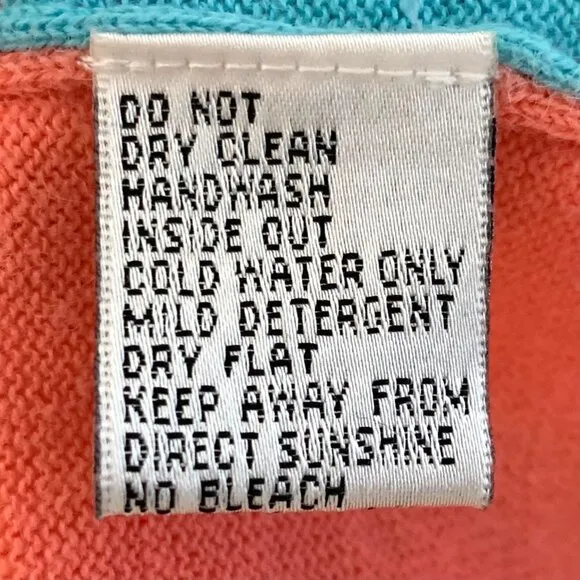 DO NOT
DRY CLEAN
HANDWASH
INSIDE OUT
COLD WATER ONLY
MILD DETERGENT
DRY FLAT
KEEP AWAY FROM
DIRECT SUNSHINE
NO BLEACH